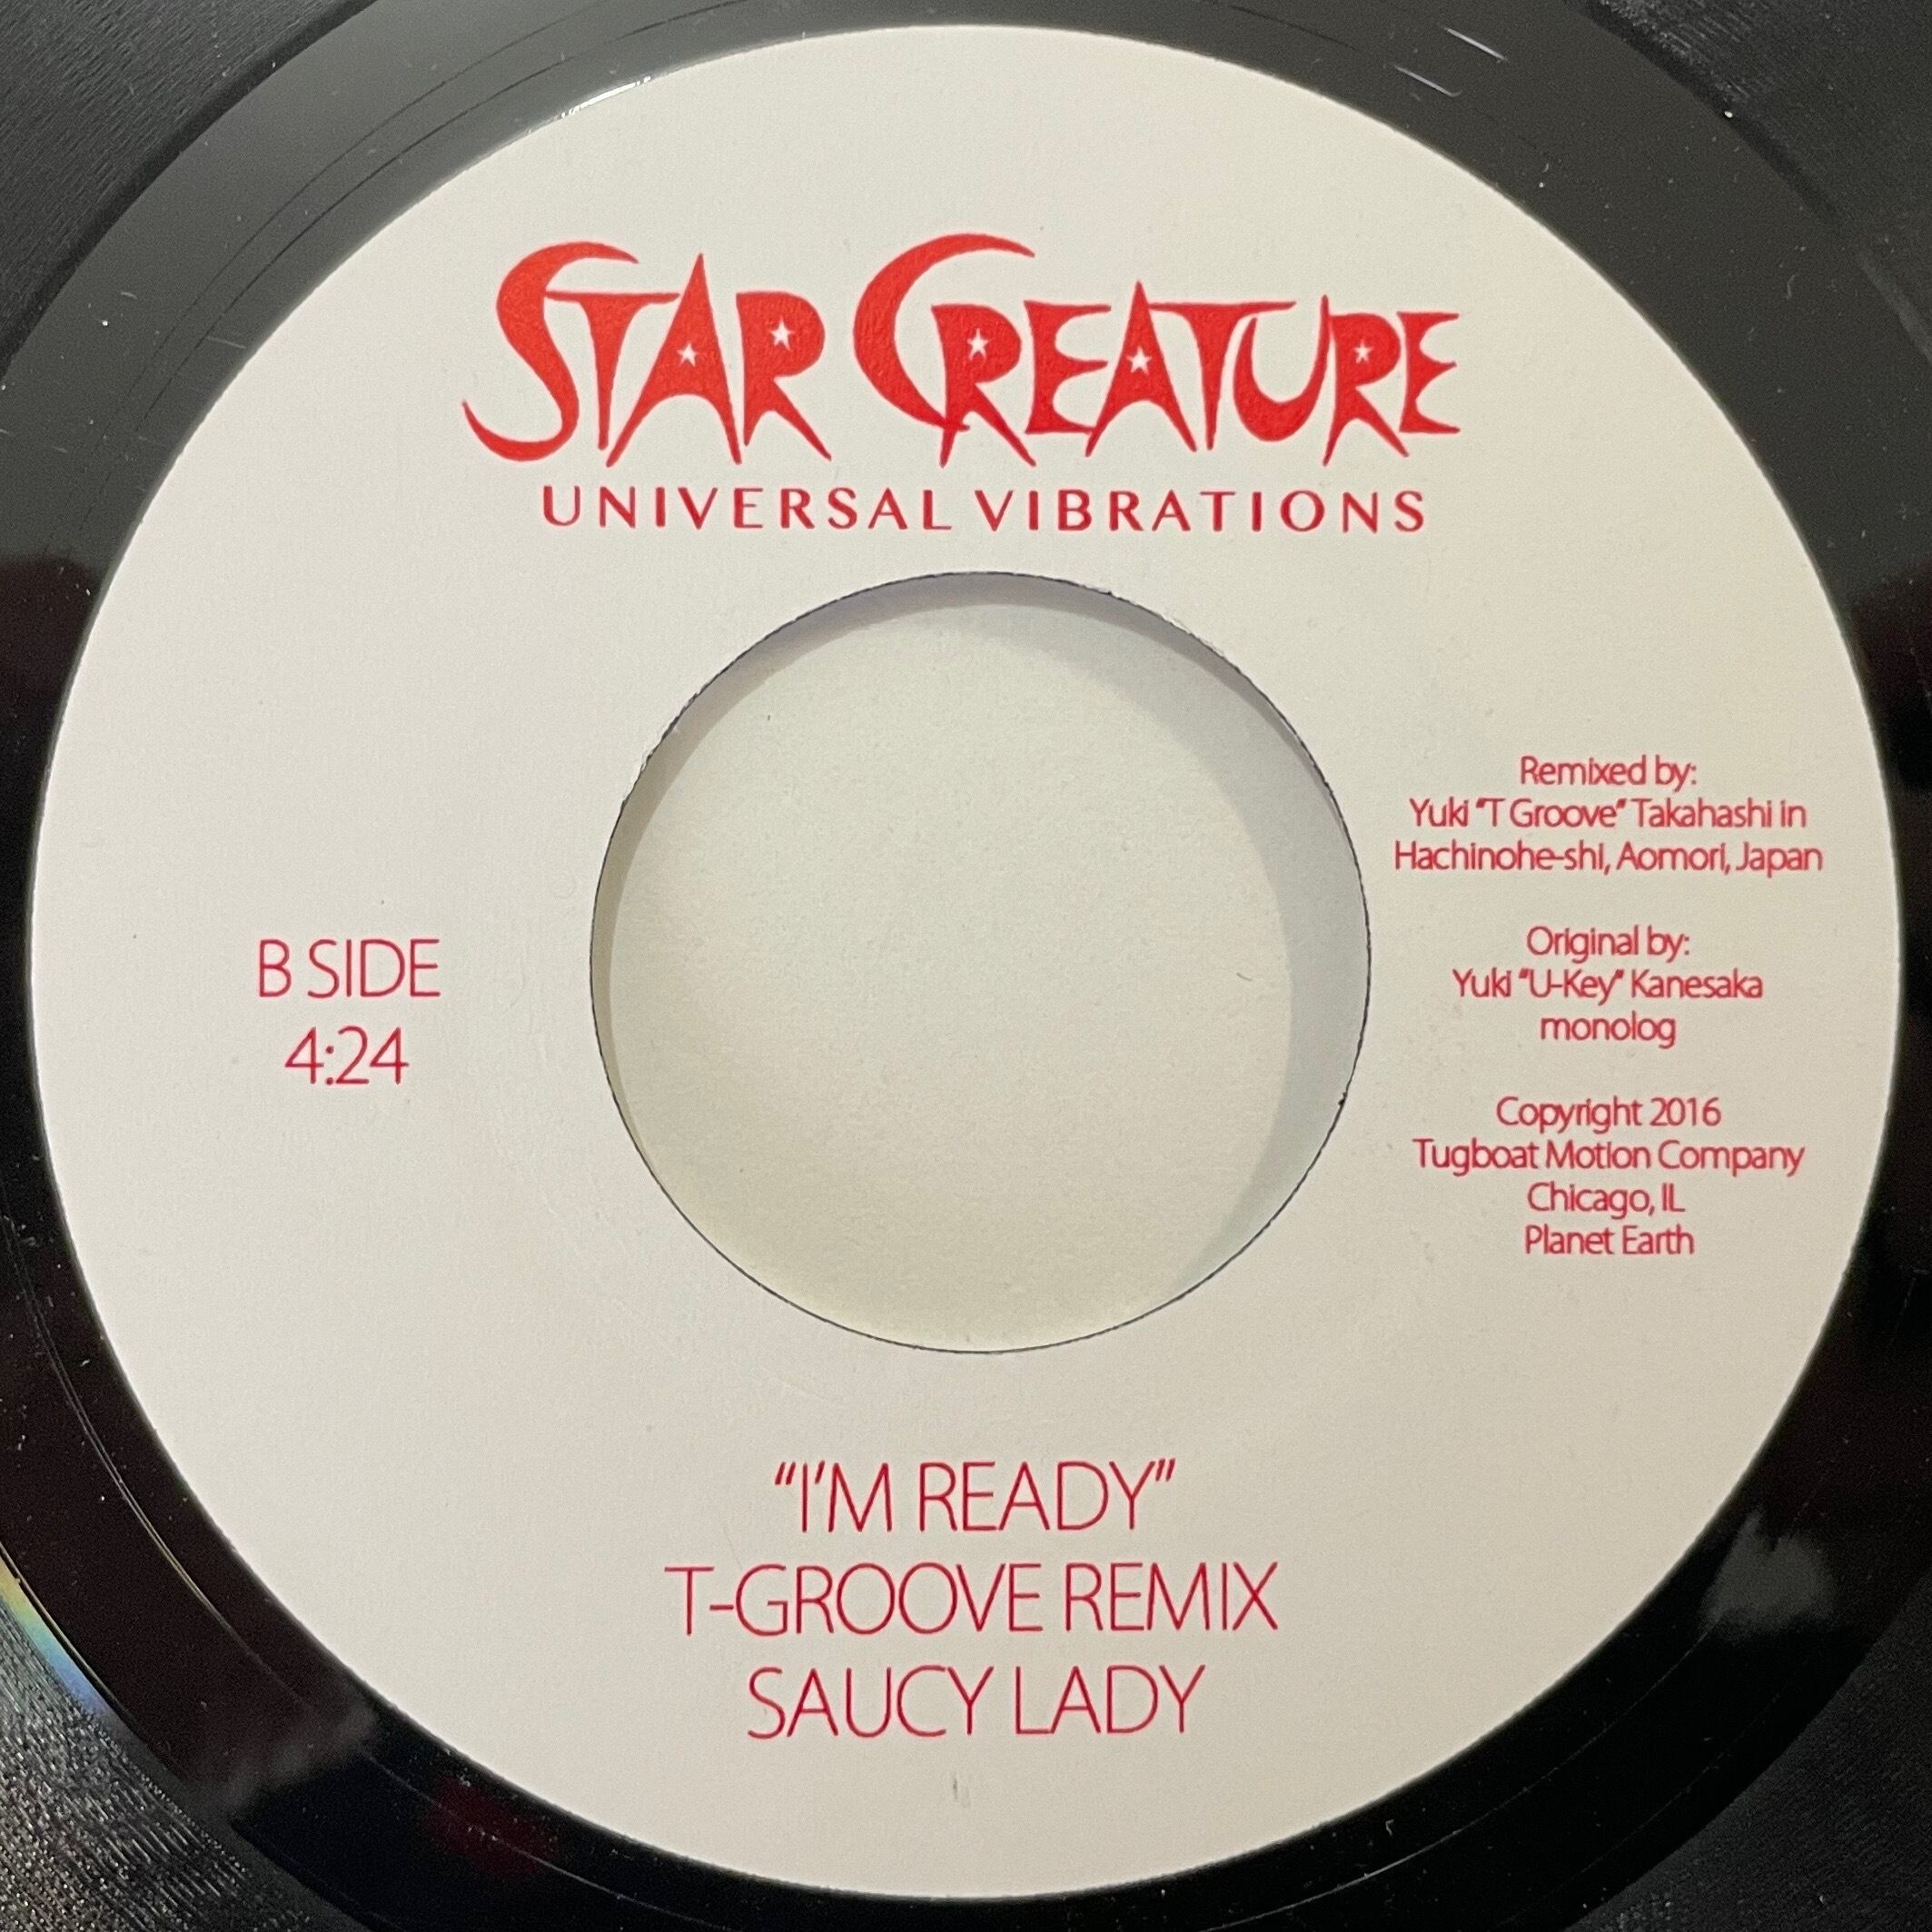 STAR CREATURE
UNIVERSAL VIBRATIONS
B SIDE
4:24
Remixed by:
Yuki "T Groove" Takahashi in
Hachinohe-shi, Aomori, Japan
Original by:
Yuki "U-Key" Kanesaka
monolog
Copyright 2016
Tugboat Motion Company
Chicago, IL
Planet Earth
"I'M READY"
T-GROOVE REMIX
SAUCY LADY